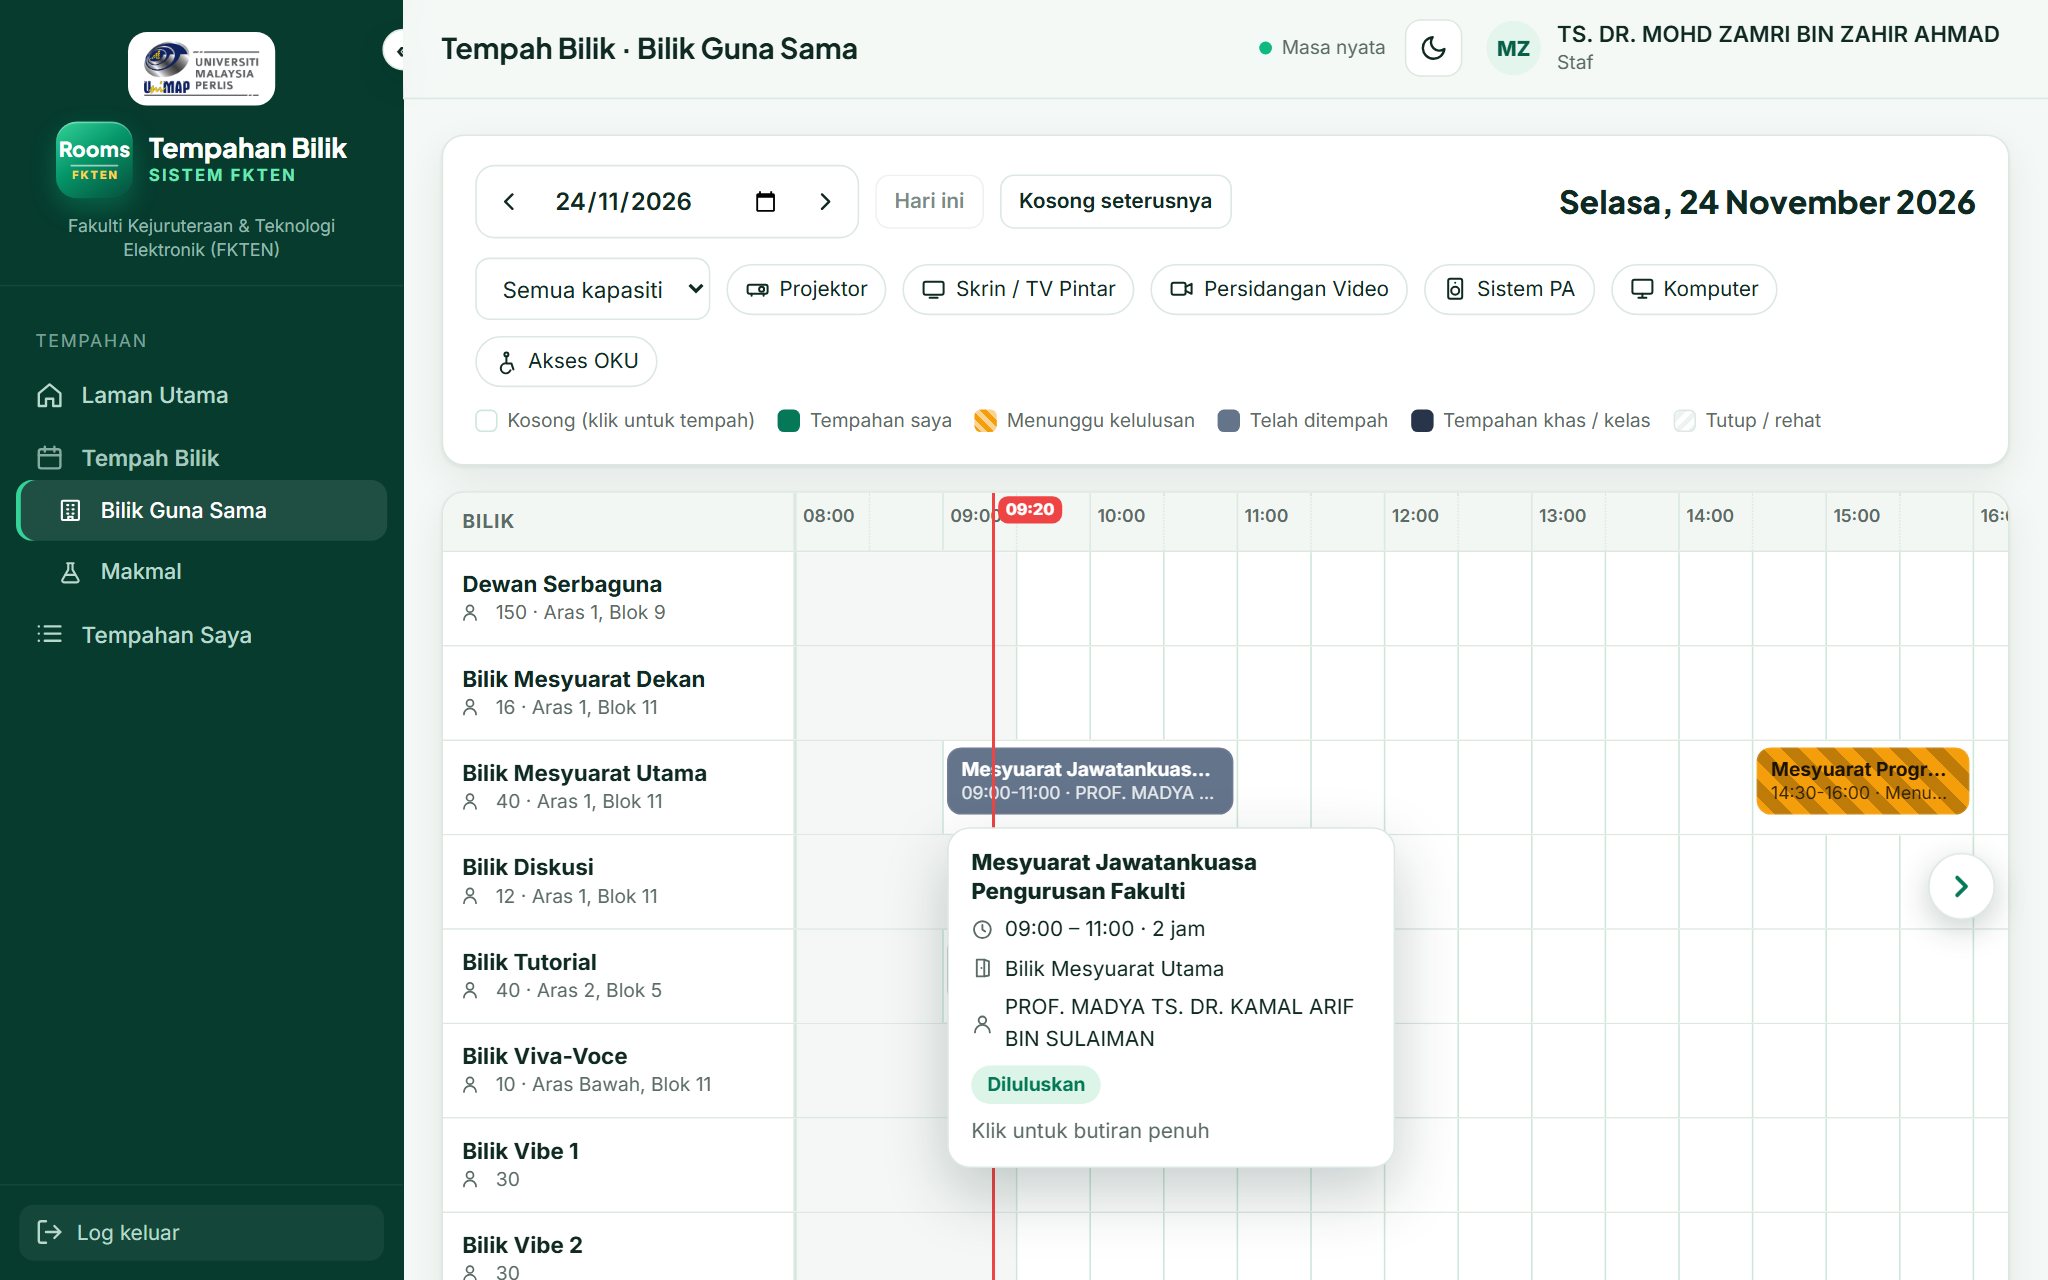 UNIVERSITI
MALAYSIA
PERLIS
UniMAP
Rooms
FKTEN
Tempahan Bilik
SISTEM FKTEN
Fakulti Kejuruteraan & Teknologi
Elektronik (FKTEN)
TEMPAHAN
Laman Utama
Tempah Bilik
Bilik Guna Sama
Makmal
Tempahan Saya
Log keluar
Tempah Bilik · Bilik Guna Sama
Masa nyata
MZ
TS. DR. MOHD ZAMRI BIN ZAHIR AHMAD
Staf
24/11/2026
Hari ini
Kosong seterusnya
Selasa, 24 November 2026
Semua kapasiti
Projektor
Skrin / TV Pintar
Persidangan Video
Sistem PA
Komputer
Akses OKU
Kosong (klik untuk tempah)
Tempahan saya
Menunggu kelulusan
Telah ditempah
Tempahan khas / kelas
Tutup / rehat
BILIK
08:00
09:00
09:20
10:00
11:00
12:00
13:00
14:00
15:00
Dewan Serbaguna
150 · Aras 1, Blok 9
Bilik Mesyuarat Dekan
16 · Aras 1, Blok 11
Bilik Mesyuarat Utama
40 · Aras 1, Blok 11
Mesyuarat Jawatankuas...
09:00-11:00 · PROF. MADYA ...
Mesyuarat Progr...
14:30-16:00 · Menu...
Bilik Diskusi
12 · Aras 1, Blok 11
Bilik Tutorial
40 · Aras 2, Blok 5
Bilik Viva-Voce
10 · Aras Bawah, Blok 11
Bilik Vibe 1
30
Bilik Vibe 2
30
Mesyuarat Jawatankuasa
Pengurusan Fakulti
09:00 – 11:00 · 2 jam
Bilik Mesyuarat Utama
PROF. MADYA TS. DR. KAMAL ARIF
BIN SULAIMAN
Diluluskan
Klik untuk butiran penuh